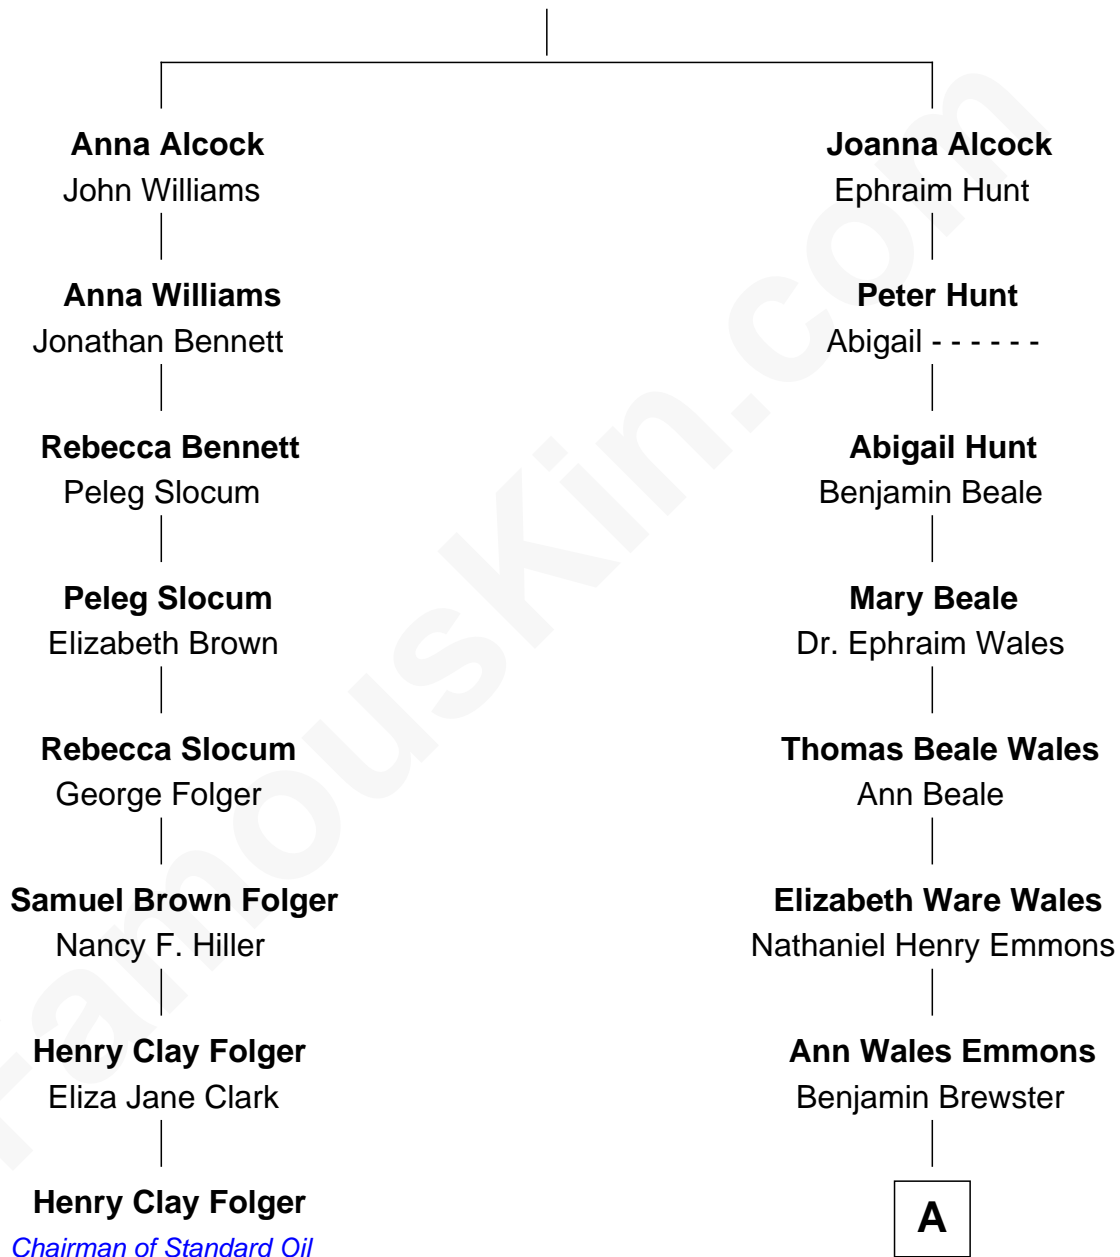 Anna Alcock
John Williams
Anna Williams
Jonathan Bennett
Rebecca Bennett
Peleg Slocum
Peleg Slocum
Elizabeth Brown
Rebecca Slocum
George Folger
Samuel Brown Folger
Nancy F. Hiller
Henry Clay Folger
Eliza Jane Clark
Henry Clay Folger
Chairman of Standard Oil
Joanna Alcock
Ephraim Hunt
Peter Hunt
Abigail - - - - - -
Abigail Hunt
Benjamin Beale
Mary Beale
Dr. Ephraim Wales
Thomas Beale Wales
Ann Beale
Elizabeth Ware Wales
Nathaniel Henry Emmons
Ann Wales Emmons
Benjamin Brewster
A
FamousKin.com